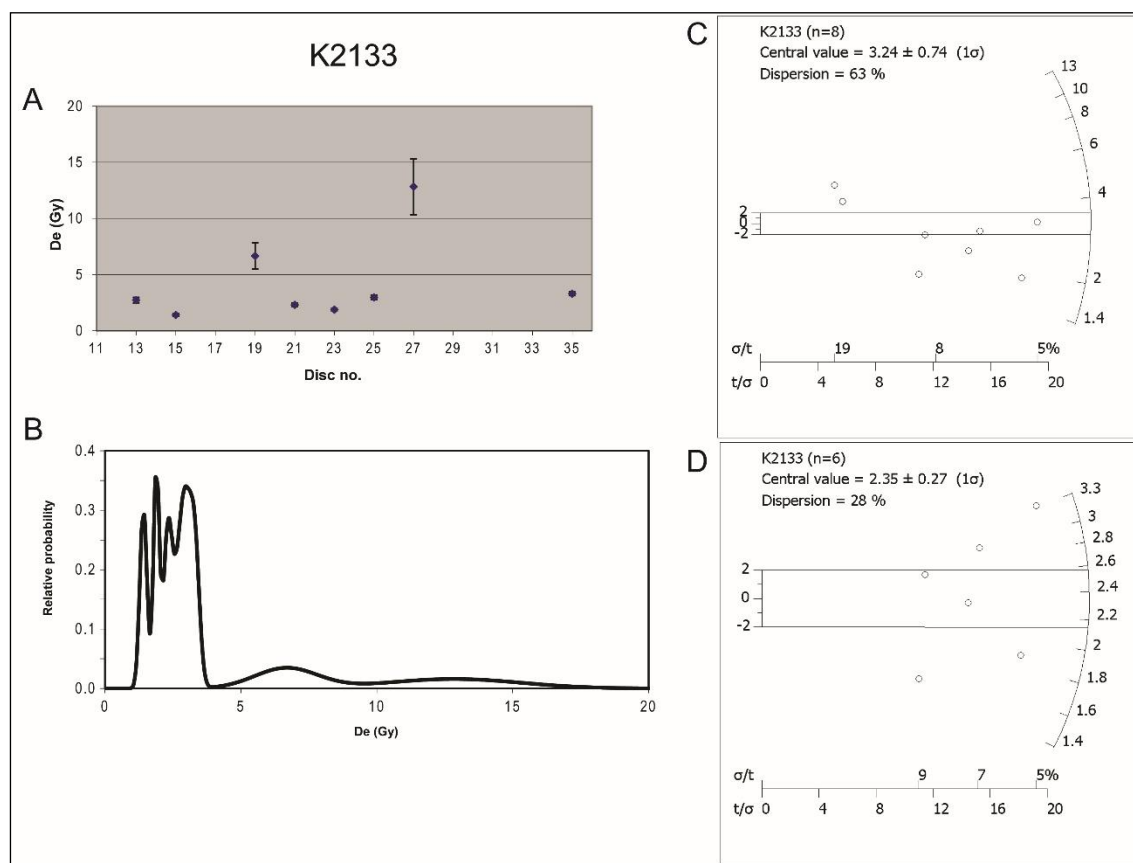 K2133
A
20
15
10
5
0
De (Gy)
11 13 15 19 21 23 25 27 29 31 33 35
Disc no.
B
0.4
0.3
0.2
0.1
0.0
Relative probability
0 5 10 15 20
De (Gy)
C
K2133 (n=8)
Central value = 3.24 ± 0.74 (1σ)
Dispersion = 63 %
13
10
8
6
4
2
1.4
2
0
-2
σ/t 19 8 5%
t/σ 0 4 8 12 16 20
D
K2133 (n=6)
Central value = 2.35 ± 0.27 (1σ)
Dispersion = 28 %
3.3
3
2.8
2.6
2.4
2.2
2
1.8
1.6
1.4
2
0
-2
σ/t 9 7 5%
t/σ 0 4 8 12 16 20